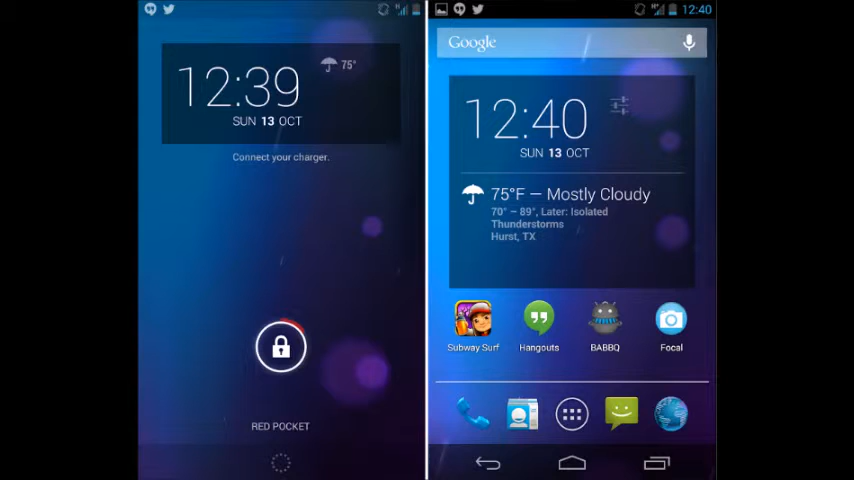 12:39
75°
SUN 13 OCT
Connect your charger.
RED POCKET
H
H+
12:40
Google
12:40
SUN 13 OCT
75°F — Mostly Cloudy
70° – 89°, Later: Isolated
Thunderstorms
Hurst, TX
Subway Surf
Hangouts
BABBQ
Focal